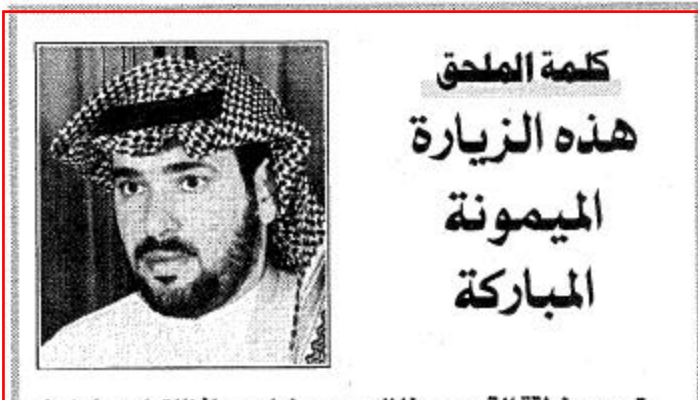 كلمة الملحق
هذه الزيارة
الميمونة
المباركة